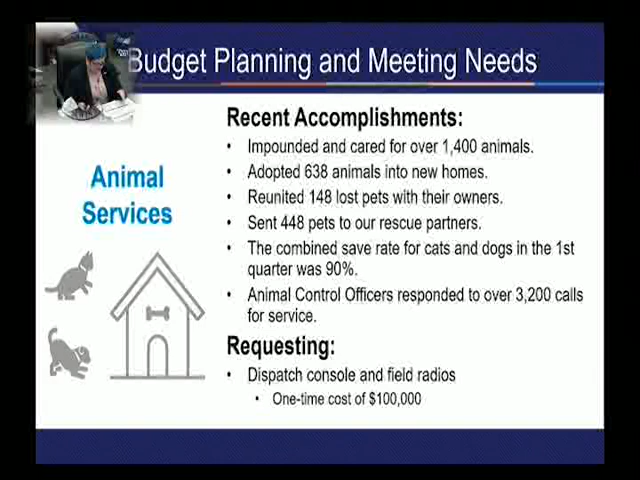 Budget Planning and Meeting Needs
Animal
Services
Recent Accomplishments:
• Impounded and cared for over 1,400 animals.
• Adopted 638 animals into new homes.
• Reunited 148 lost pets with their owners.
• Sent 448 pets to our rescue partners.
• The combined save rate for cats and dogs in the 1st
quarter was 90%.
• Animal Control Officers responded to over 3,200 calls
for service.
Requesting:
• Dispatch console and field radios
• One-time cost of $100,000